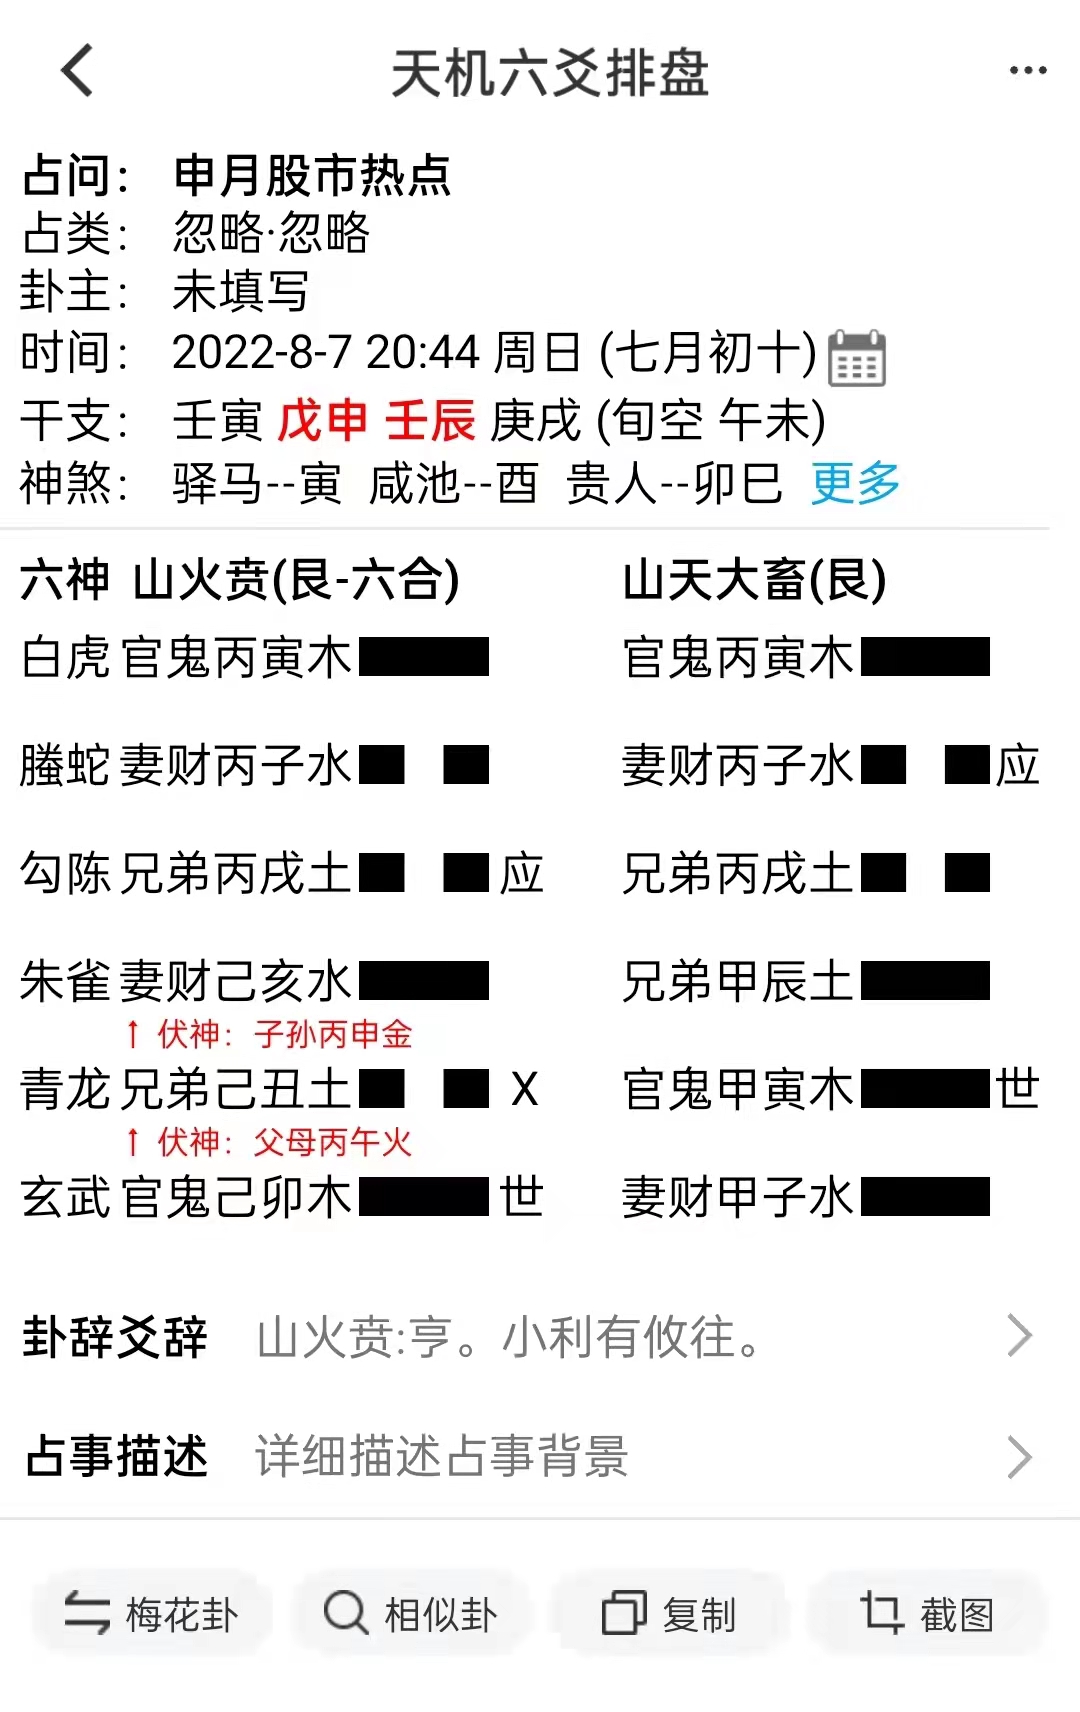 天机六爻排盘
占问： 申月股市热点
占类： 忽略·忽略
卦主： 未填写
时间： 2022-8-7 20:44 周日 (七月初十)
干支： 壬寅 戊申 壬辰 庚戌 (旬空 午未)
神煞： 驿马--寅 咸池--酉 贵人--卯巳 更多
六神 山火贲(艮-六合) 山天大畜(艮)
白虎 官鬼丙寅木 官鬼丙寅木
螣蛇 妻财丙子水 妻财丙子水 应
勾陈 兄弟丙戌土 应 兄弟丙戌土
朱雀 妻财己亥水 兄弟甲辰土
↑ 伏神：子孙丙申金
青龙 兄弟己丑土 X 官鬼甲寅木 世
↑ 伏神：父母丙午火
玄武 官鬼己卯木 世 妻财甲子水
卦辞爻辞 山火贲:亨。小利有攸往。
占事描述 详细描述占事背景
梅花卦 相似卦 复制 截图